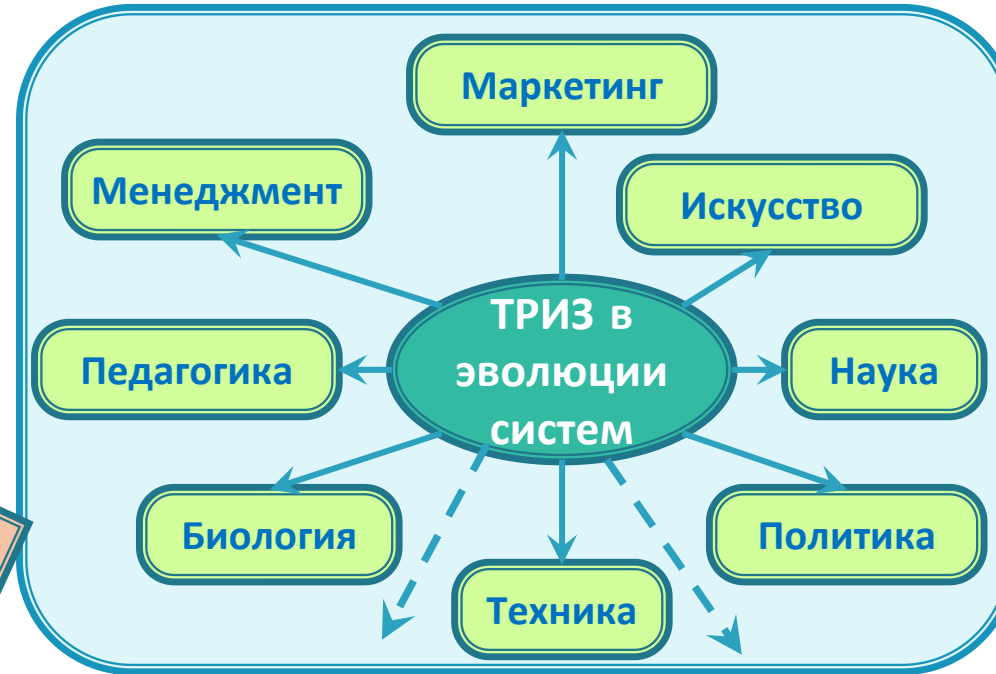 Маркетинг
Менеджмент
Искусство
ТРИЗ в
эволюции
систем
Педагогика
Наука
Биология
Политика
Техника